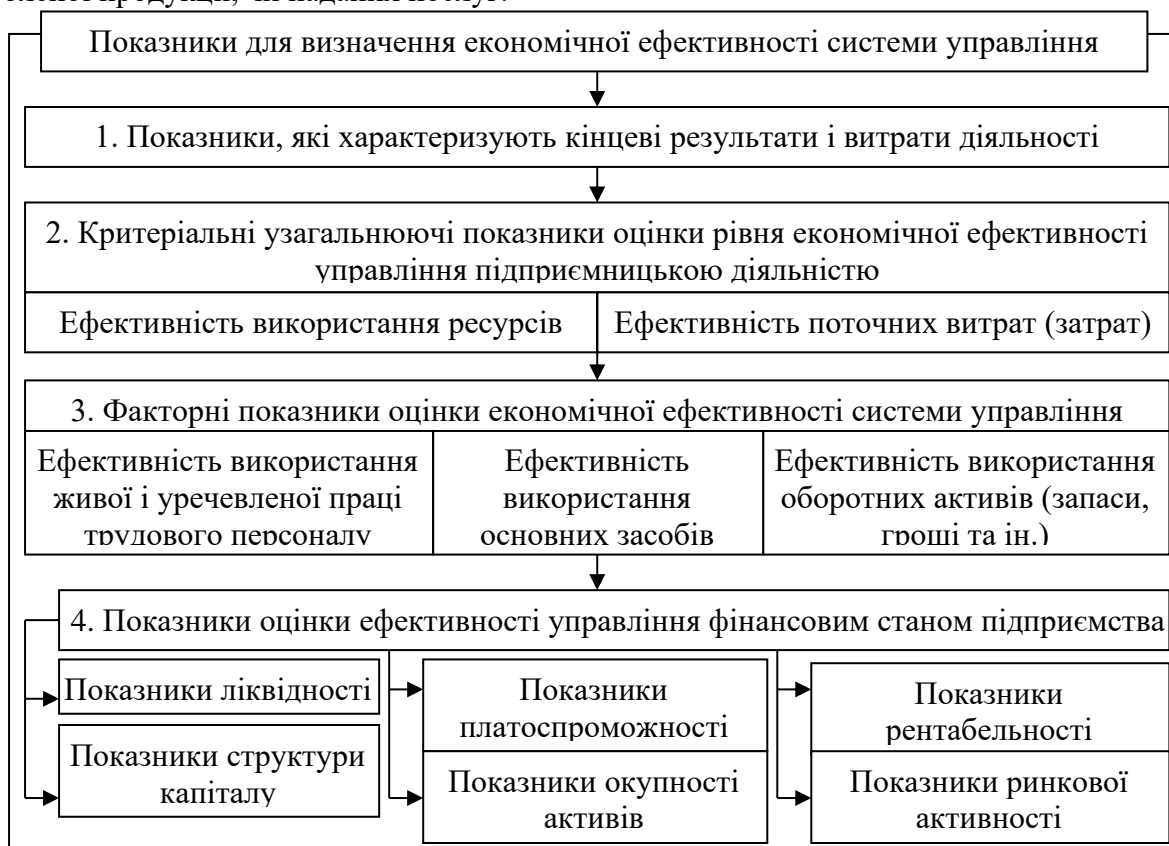 Показники для визначення економічної ефективності системи управління
1. Показники, які характеризують кінцеві результати і витрати діяльності
2. Критеріальні узагальнюючі показники оцінки рівня економічної ефективності
управління підприємницькою діяльністю
Ефективність використання ресурсів
Ефективність поточних витрат (затрат)
3. Факторні показники оцінки економічної ефективності системи управління
Ефективність використання
живої і уречевленої праці
трудового персоналу
Ефективність
використання
основних засобів
Ефективність використання
оборотних активів (запаси,
гроші та ін.)
4. Показники оцінки ефективності управління фінансовим станом підприємства
Показники ліквідності
Показники
платоспроможності
Показники
рентабельності
Показники структури
капіталу
Показники окупності
активів
Показники ринкової
активності